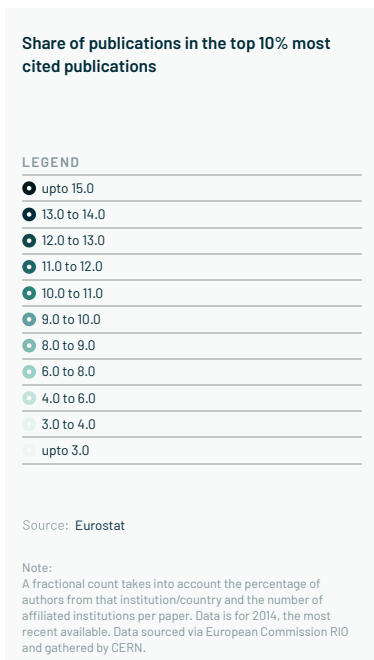 Share of publications in the top 10% most
cited publications
LEGEND
upto 15.0
13.0 to 14.0
12.0 to 13.0
11.0 to 12.0
10.0 to 11.0
9.0 to 10.0
8.0 to 9.0
6.0 to 8.0
4.0 to 6.0
3.0 to 4.0
upto 3.0
Source: Eurostat
Note:
A fractional count takes into account the percentage of
authors from that institution/country and the number of
affiliated institutions per paper. Data is for 2014, the most
recent available. Data sourced via European Commission RIO
and gathered by CERN.